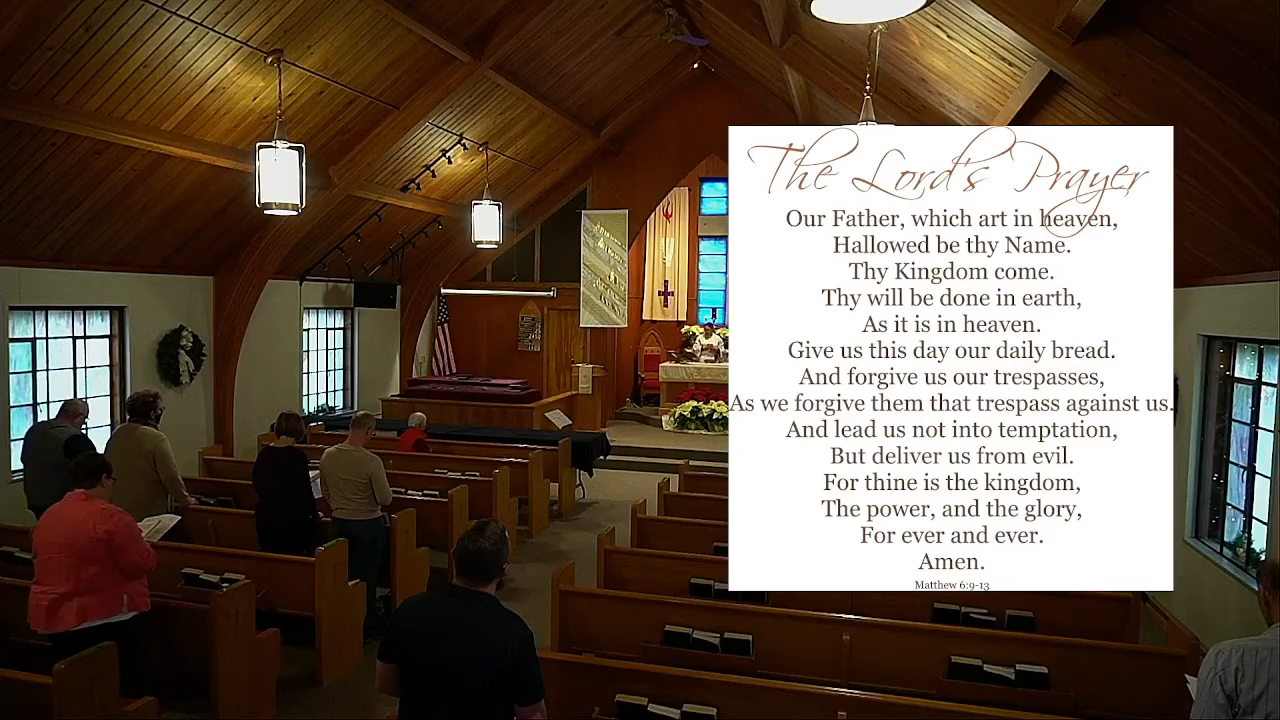 The Lord's Prayer
Our Father, which art in heaven,
Hallowed be thy Name.
Thy Kingdom come.
Thy will be done in earth,
As it is in heaven.
Give us this day our daily bread.
And forgive us our trespasses,
As we forgive them that trespass against us.
And lead us not into temptation,
But deliver us from evil.
For thine is the kingdom,
The power, and the glory,
For ever and ever.
Amen.
Matthew 6:9-13